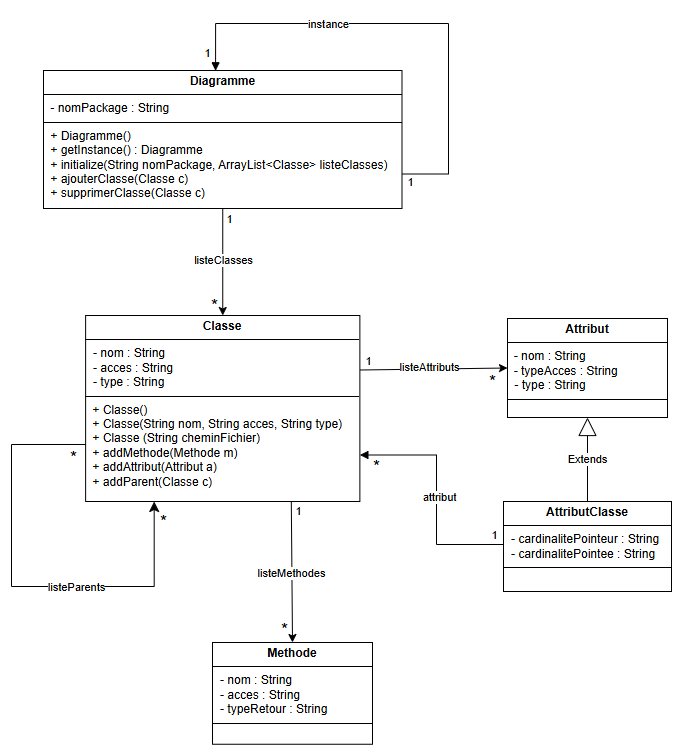 instance
1
Diagramme
- nomPackage : String
+ Diagramme()
+ getInstance() : Diagramme
+ initialize(String nomPackage, ArrayList<Classe> listeClasses)
+ ajouterClasse(Classe c)
+ supprimerClasse(Classe c)
1
1
listeClasses
*
Classe
- nom : String
- acces : String
- type : String
+ Classe()
+ Classe(String nom, String acces, String type)
+ Classe (String cheminFichier)
+ addMethode(Methode m)
+ addAttribut(Attribut a)
+ addParent(Classe c)
1
listeAttributs
*
Attribut
- nom : String
- typeAcces : String
- type : String
Extends
*
*
listeParents
*
attribut
1
AttributClasse
- cardinalitePointeur : String
- cardinalitePointee : String
1
listeMethodes
*
Methode
- nom : String
- acces : String
- typeRetour : String